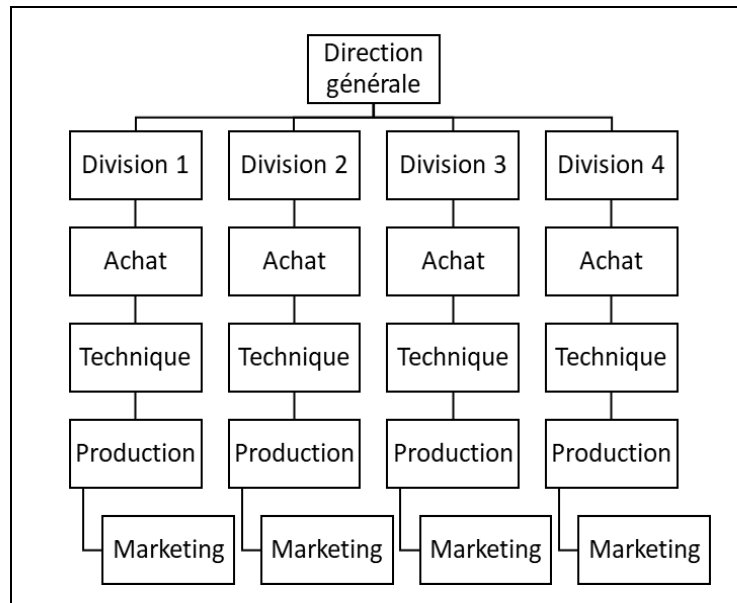 Direction
générale
Division 1
Division 2
Division 3
Division 4
Achat
Achat
Achat
Achat
Technique
Technique
Technique
Technique
Production
Production
Production
Production
Marketing
Marketing
Marketing
Marketing